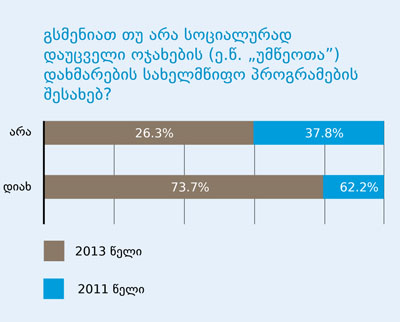 გსმენიათ თუ არა სოციალურად
დაუცველი ოჯახების (ე.წ. „უმწეოთა”)
დახმარების სახელმწიფო პროგრამების
შესახებ?
არა 26.3% 37.8%
დიახ 73.7% 62.2%
2013 წელი
2011 წელი